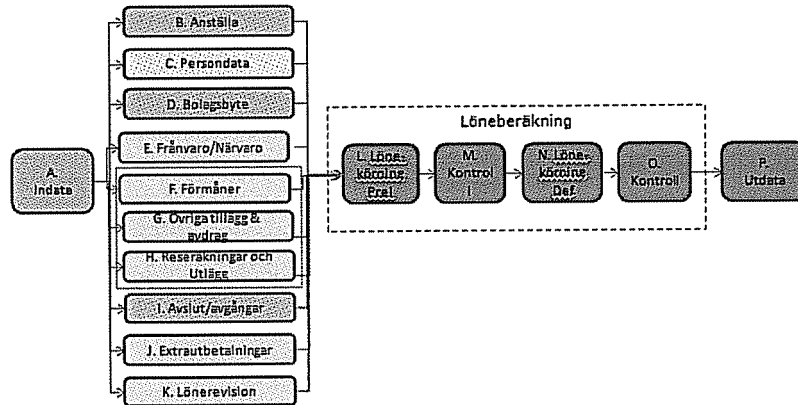 B. Anställa
C. Persondata
D. Bolagsbyte
E. Frånvaro/Närvaro
A.
Indata
F. Förmåner
G. Övriga tillägg &
avdrag
H. Reseräkningar och
Utlägg
I. Avslut/avgångar
J. Extrautbetalningar
K. Lönerevision
Löneberäkning
L. Löne-
körning
Prel
M.
Kontrol
l
N. Löne-
körning
Def
O.
Kontroll
P.
Utdata